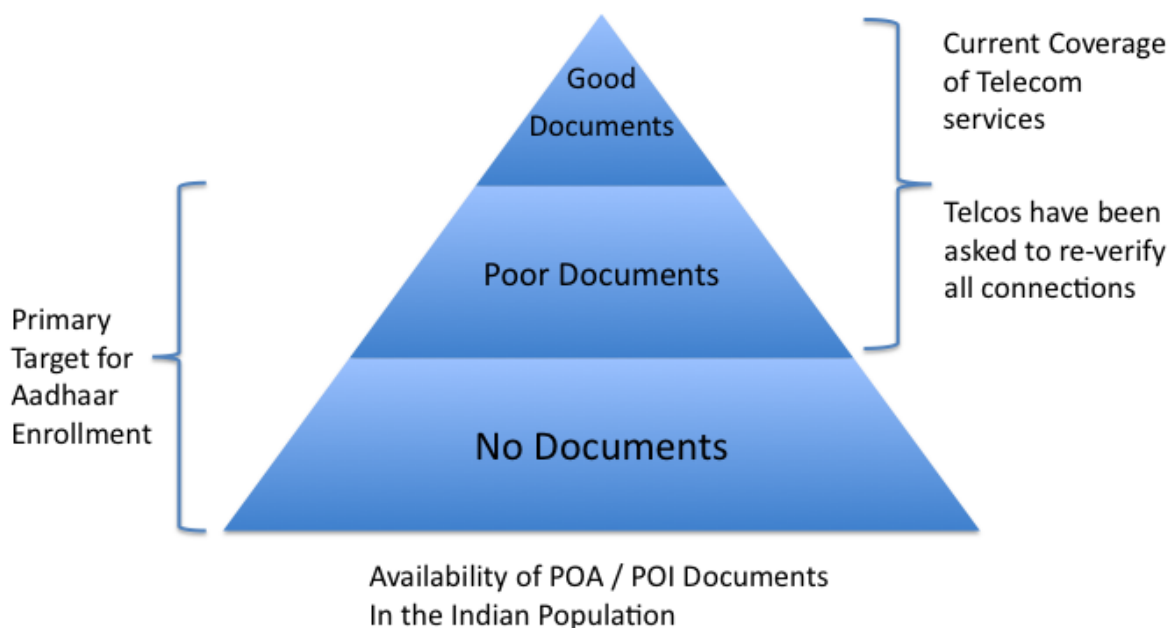 Good
Documents
Poor Documents
No Documents
Current Coverage
of Telecom
services
Telcos have been
asked to re-verify
all connections
Primary
Target for
Aadhaar
Enrollment
Availability of POA / POI Documents
In the Indian Population